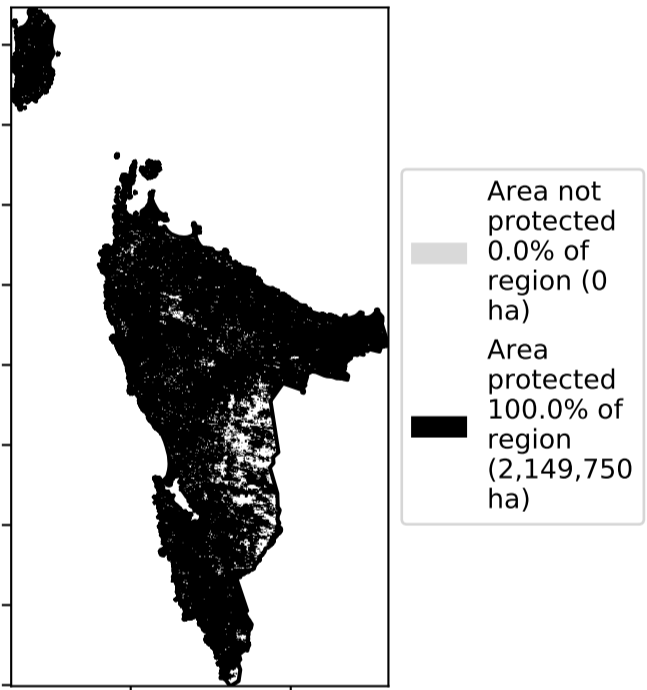 Area not
protected
0.0% of
region (0
ha)
Area
protected
100.0% of
region
(2,149,750
ha)